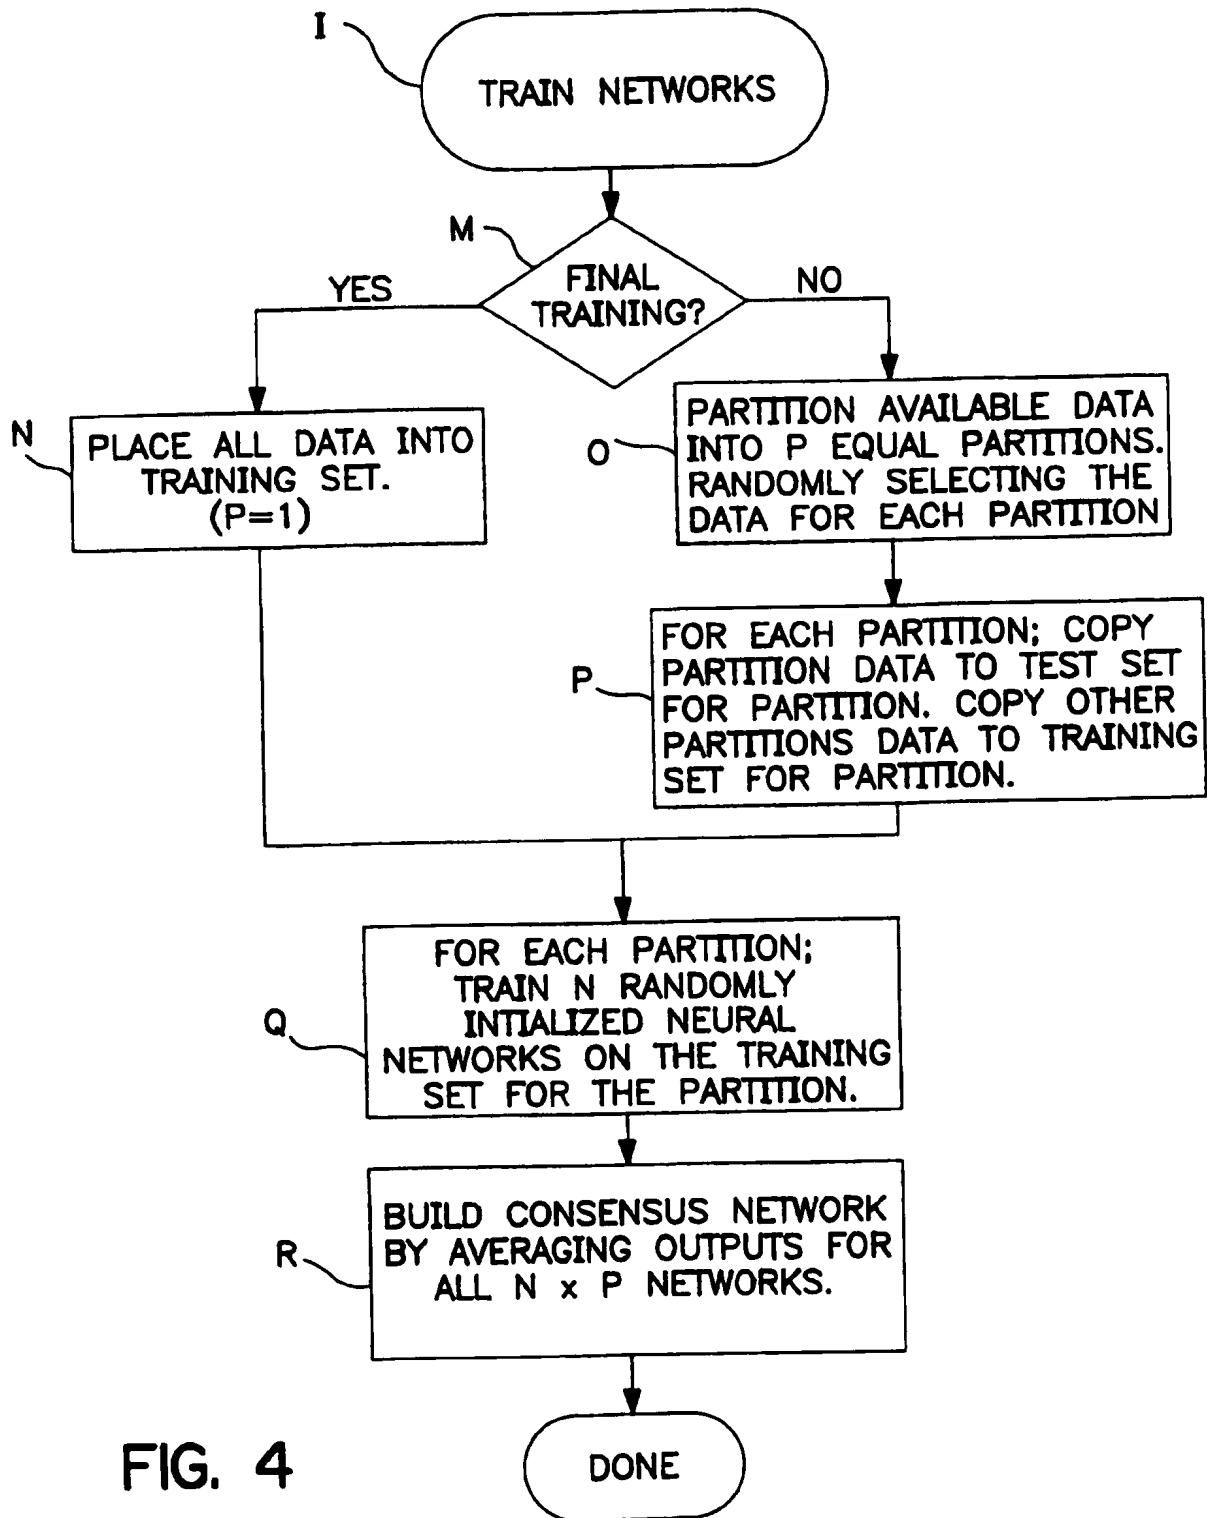 I
TRAIN NETWORKS
M
FINAL
TRAINING?
YES
NO
N
PLACE ALL DATA INTO
TRAINING SET.
(P=1)
O
PARTITION AVAILABLE DATA
INTO P EQUAL PARTITIONS.
RANDOMLY SELECTING THE
DATA FOR EACH PARTITION
P
FOR EACH PARTITION; COPY
PARTITION DATA TO TEST SET
FOR PARTITION. COPY OTHER
PARTITIONS DATA TO TRAINING
SET FOR PARTITION.
Q
FOR EACH PARTITION;
TRAIN N RANDOMLY
INTIALIZED NEURAL
NETWORKS ON THE TRAINING
SET FOR THE PARTITION.
R
BUILD CONSENSUS NETWORK
BY AVERAGING OUTPUTS FOR
ALL N x P NETWORKS.
DONE
FIG. 4